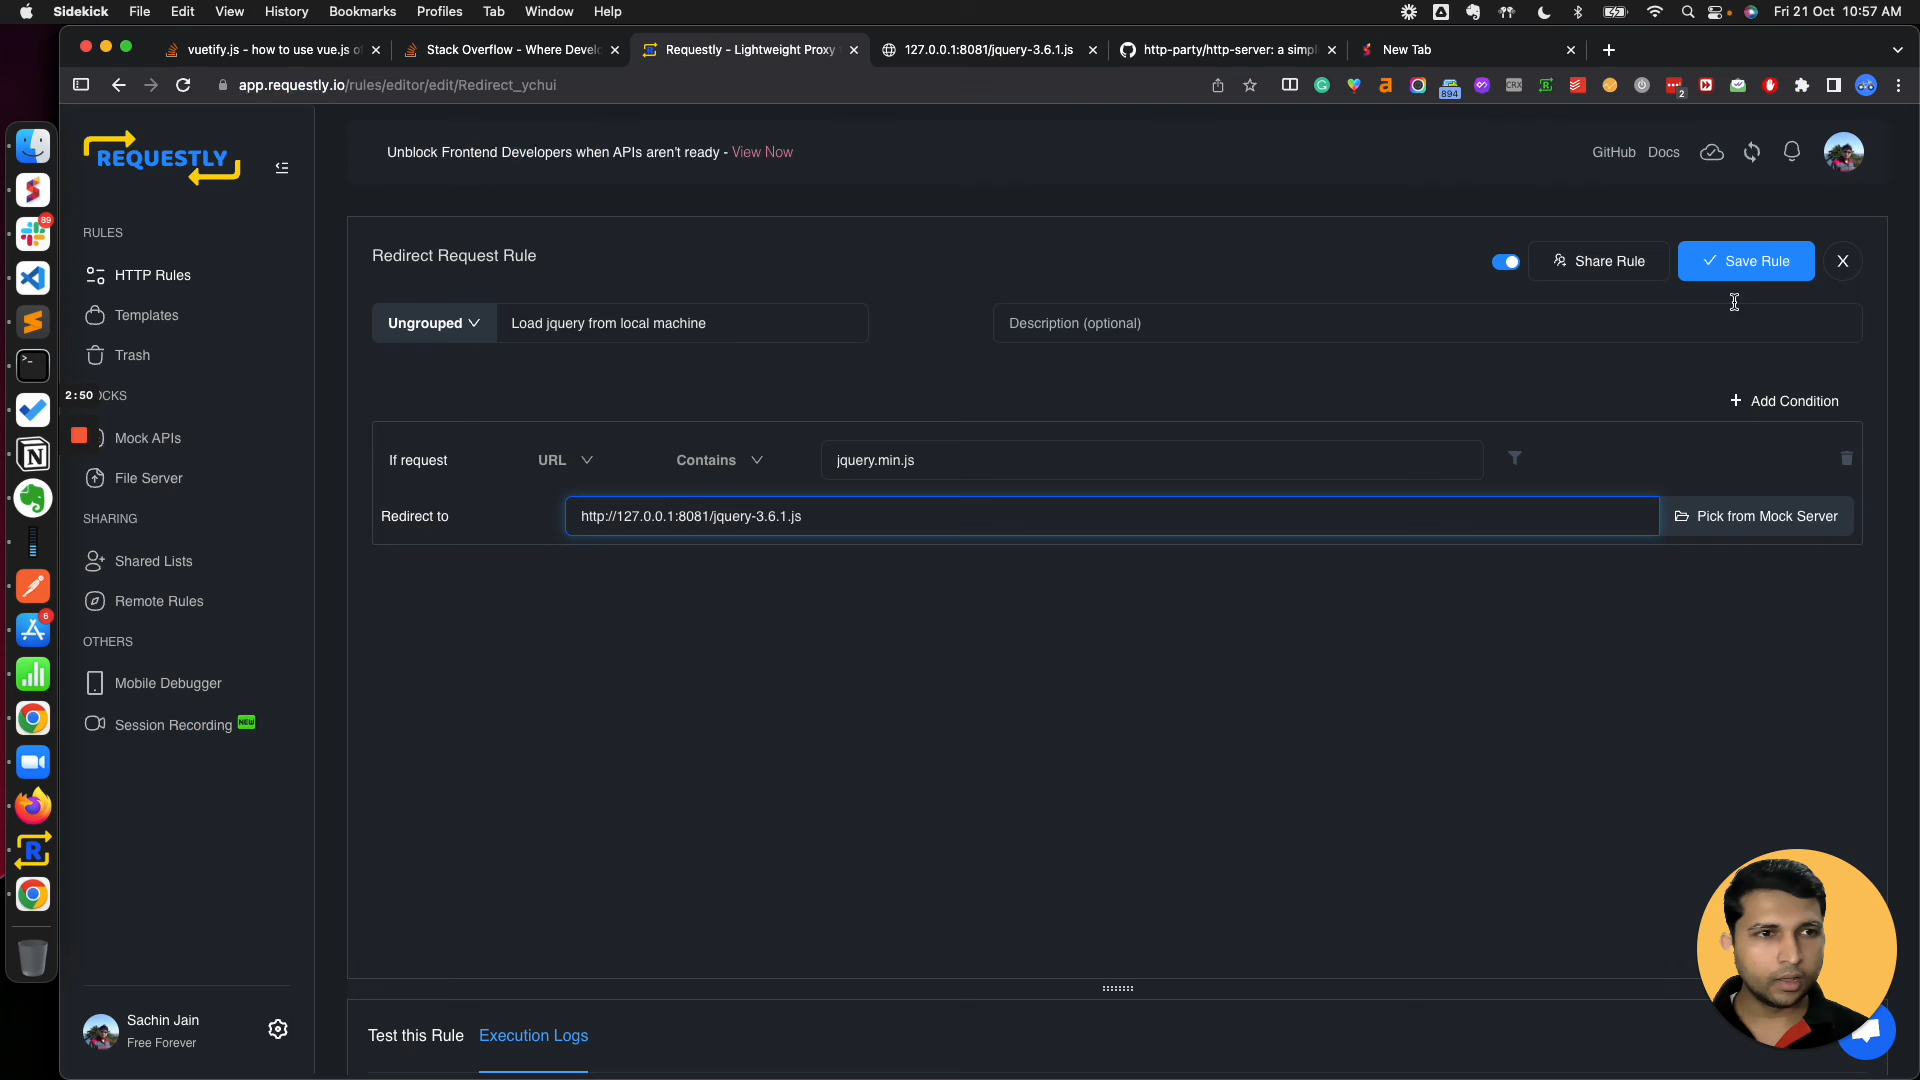 Sidekick File Edit View History Bookmarks Profiles Tab Window Help Fri 21 Oct 10:57 AM
vuetify.js - how to use vue.js o Stack Overflow - Where Develo Requestly - Lightweight Proxy 127.0.0.1:8081/jquery-3.6.1.js http-party/http-server: a simpl New Tab
app.requestly.io/rules/editor/edit/Redirect_ychui
894
CRX
2
REQUESTLY
Unblock Frontend Developers when APIs aren't ready - View Now
GitHub Docs
RULES
HTTP Rules
Templates
Trash
2:50
OCKS
Mock APIs
File Server
SHARING
Shared Lists
Remote Rules
OTHERS
Mobile Debugger
Session Recording NEW
89
6
Redirect Request Rule
Share Rule
Save Rule
X
Ungrouped
Load jquery from local machine
Description (optional)
+ Add Condition
If request URL Contains jquery.min.js
Redirect to http://127.0.0.1:8081/jquery-3.6.1.js Pick from Mock Server
Sachin Jain
Free Forever
Test this Rule Execution Logs